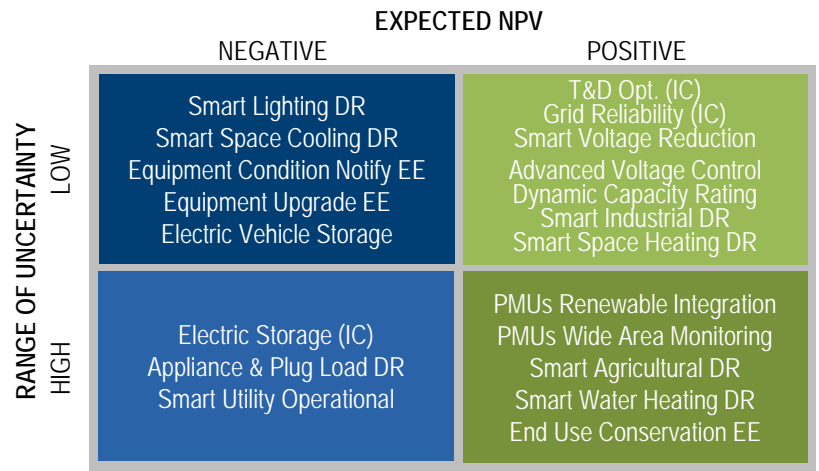 EXPECTED NPV
NEGATIVE
POSITIVE
RANGE OF UNCERTAINTY
LOW
Smart Lighting DR
Smart Space Cooling DR
Equipment Condition Notify EE
Equipment Upgrade EE
Electric Vehicle Storage
T&D Opt. (IC)
Grid Reliability (IC)
Smart Voltage Reduction
Advanced Voltage Control
Dynamic Capacity Rating
Smart Industrial DR
Smart Space Heating DR
HIGH
Electric Storage (IC)
Appliance & Plug Load DR
Smart Utility Operational
PMUs Renewable Integration
PMUs Wide Area Monitoring
Smart Agricultural DR
Smart Water Heating DR
End Use Conservation EE